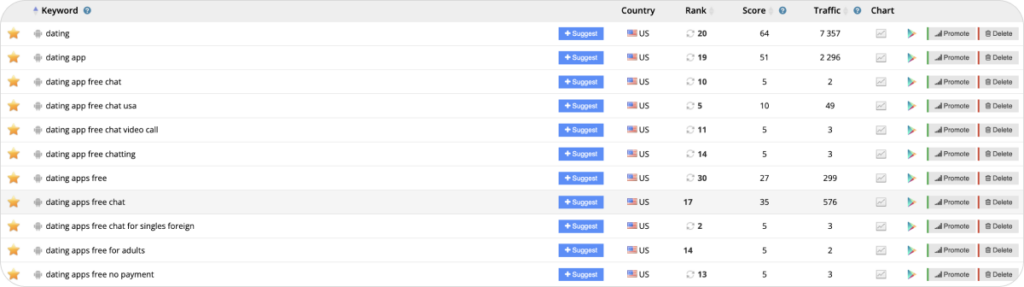 Keyword ? Country Rank Score ? Traffic ? Chart
dating + Suggest US 20 64 7 357 Promote Delete
dating app + Suggest US 19 51 2 296 Promote Delete
dating app free chat + Suggest US 10 5 2 Promote Delete
dating app free chat usa + Suggest US 5 10 49 Promote Delete
dating app free chat video call + Suggest US 11 5 3 Promote Delete
dating app free chatting + Suggest US 14 5 3 Promote Delete
dating apps free + Suggest US 30 27 299 Promote Delete
dating apps free chat + Suggest US 17 35 576 Promote Delete
dating apps free chat for singles foreign + Suggest US 2 5 3 Promote Delete
dating apps free for adults + Suggest US 14 5 2 Promote Delete
dating apps free no payment + Suggest US 13 5 3 Promote Delete